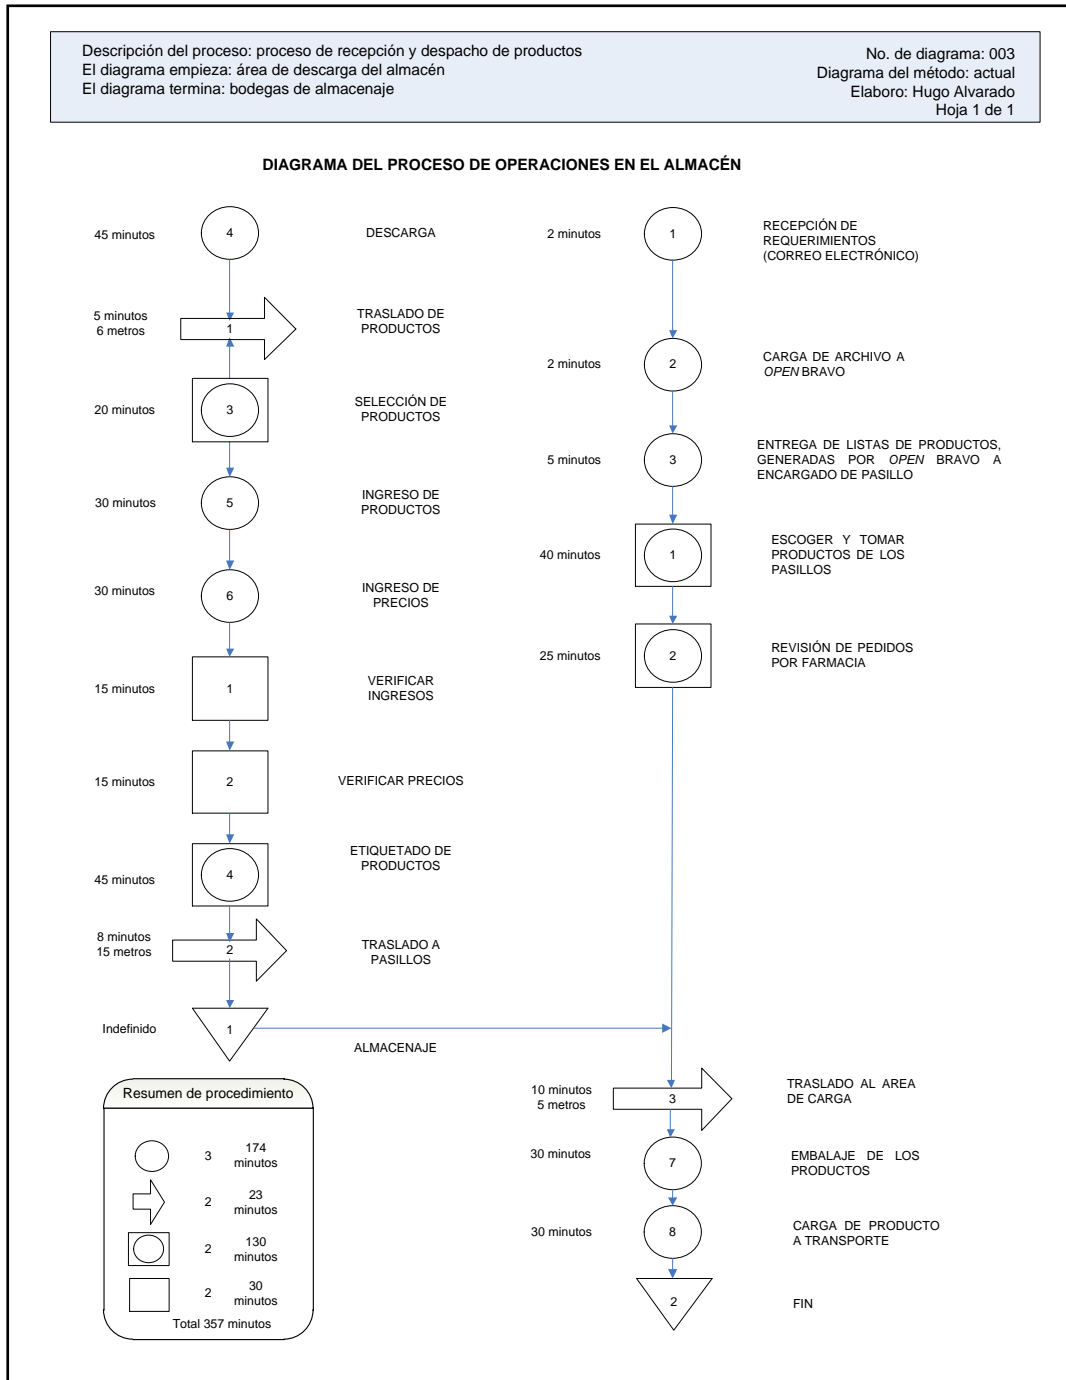 Descripción del proceso: proceso de recepción y despacho de productos
El diagrama empieza: área de descarga del almacén
El diagrama termina: bodegas de almacenaje
No. de diagrama: 003
Diagrama del método: actual
Elaboro: Hugo Alvarado
Hoja 1 de 1
DIAGRAMA DEL PROCESO DE OPERACIONES EN EL ALMACÉN
45 minutos
4
DESCARGA
5 minutos
6 metros
1
TRASLADO DE
PRODUCTOS
20 minutos
3
SELECCIÓN DE
PRODUCTOS
30 minutos
5
INGRESO DE
PRODUCTOS
30 minutos
6
INGRESO DE
PRECIOS
15 minutos
1
VERIFICAR
INGRESOS
15 minutos
2
VERIFICAR PRECIOS
45 minutos
4
ETIQUETADO DE
PRODUCTOS
8 minutos
15 metros
2
TRASLADO A
PASILLOS
Indefinido
1
ALMACENAJE
2 minutos
1
RECEPCIÓN DE
REQUERIMIENTOS
(CORREO ELECTRÓNICO)
2 minutos
2
CARGA DE ARCHIVO A
OPEN BRAVO
5 minutos
3
ENTREGA DE LISTAS DE PRODUCTOS,
GENERADAS POR OPEN BRAVO A
ENCARGADO DE PASILLO
40 minutos
1
ESCOGER Y TOMAR
PRODUCTOS DE LOS
PASILLOS
25 minutos
2
REVISIÓN DE PEDIDOS
POR FARMACIA
10 minutos
5 metros
3
TRASLADO AL AREA
DE CARGA
30 minutos
7
EMBALAJE DE LOS
PRODUCTOS
30 minutos
8
CARGA DE PRODUCTO
A TRANSPORTE
2
FIN
Resumen de procedimiento
3
174
minutos
2
23
minutos
2
130
minutos
2
30
minutos
Total 357 minutos